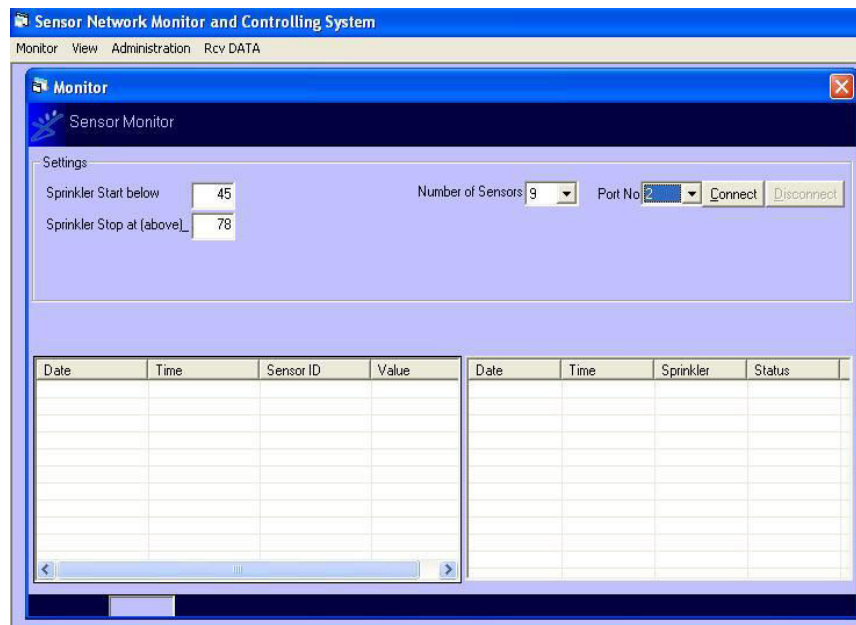 Sensor Network Monitor and Controlling System
Monitor View Administration Rcv DATA
Monitor
Sensor Monitor
Settings
Sprinkler Start below 45 Number of Sensors 9 Port No 2 Connect Disconnect
Sprinkler Stop at (above)_ 78
Date Time Sensor ID Value Date Time Sprinkler Status